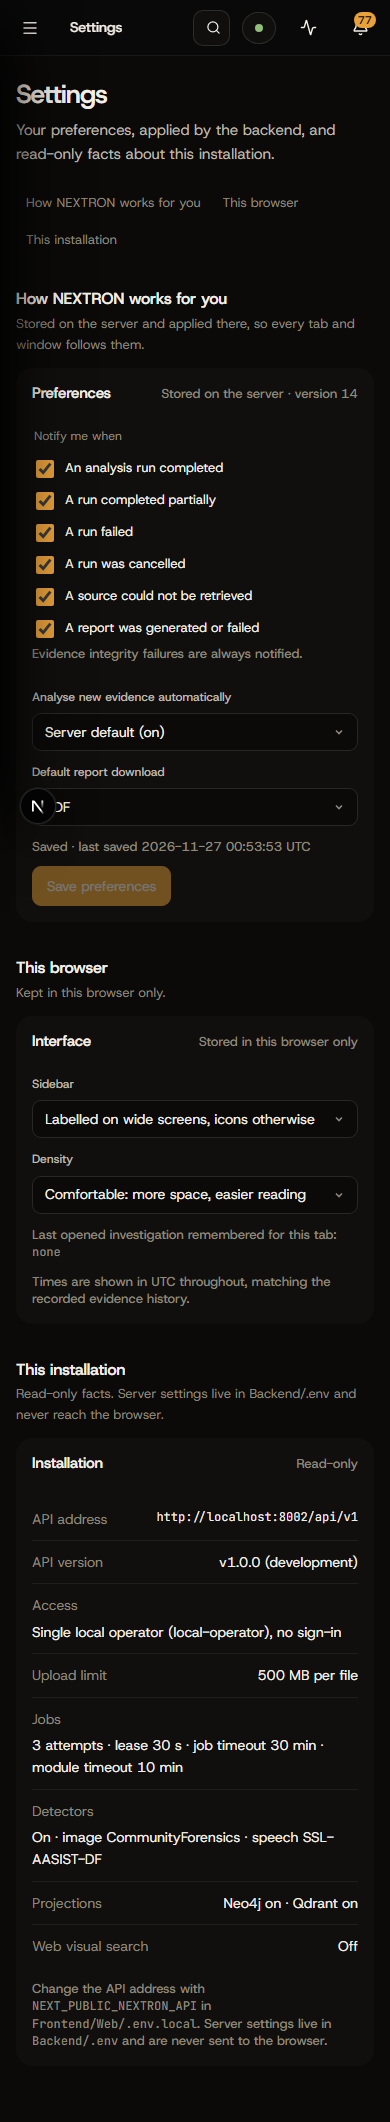 Settings
77
Settings
Your preferences, applied by the backend, and
read-only facts about this installation.
How NEXTRON works for you
This browser
This installation
How NEXTRON works for you
Stored on the server and applied there, so every tab and
window follows them.
Preferences
Stored on the server · version 14
Notify me when
An analysis run completed
A run completed partially
A run failed
A run was cancelled
A source could not be retrieved
A report was generated or failed
Evidence integrity failures are always notified.
Analyse new evidence automatically
Server default (on)
Default report download
N
DF
Saved · last saved 2026-11-27 00:53:53 UTC
Save preferences
This browser
Kept in this browser only.
Interface
Stored in this browser only
Sidebar
Labelled on wide screens, icons otherwise
Density
Comfortable: more space, easier reading
Last opened investigation remembered for this tab:
none
Times are shown in UTC throughout, matching the
recorded evidence history.
This installation
Read-only facts. Server settings live in Backend/.env and
never reach the browser.
Installation
Read-only
API address
http://localhost:8002/api/v1
API version
v1.0.0 (development)
Access
Single local operator (local-operator), no sign-in
Upload limit
500 MB per file
Jobs
3 attempts · lease 30 s · job timeout 30 min ·
module timeout 10 min
Detectors
On · image CommunityForensics · speech SSL-
AASIST-DF
Projections
Neo4j on · Qdrant on
Web visual search
Off
Change the API address with
NEXT_PUBLIC_NEXTRON_API in
Frontend/Web/.env.local. Server settings live in
Backend/.env and are never sent to the browser.